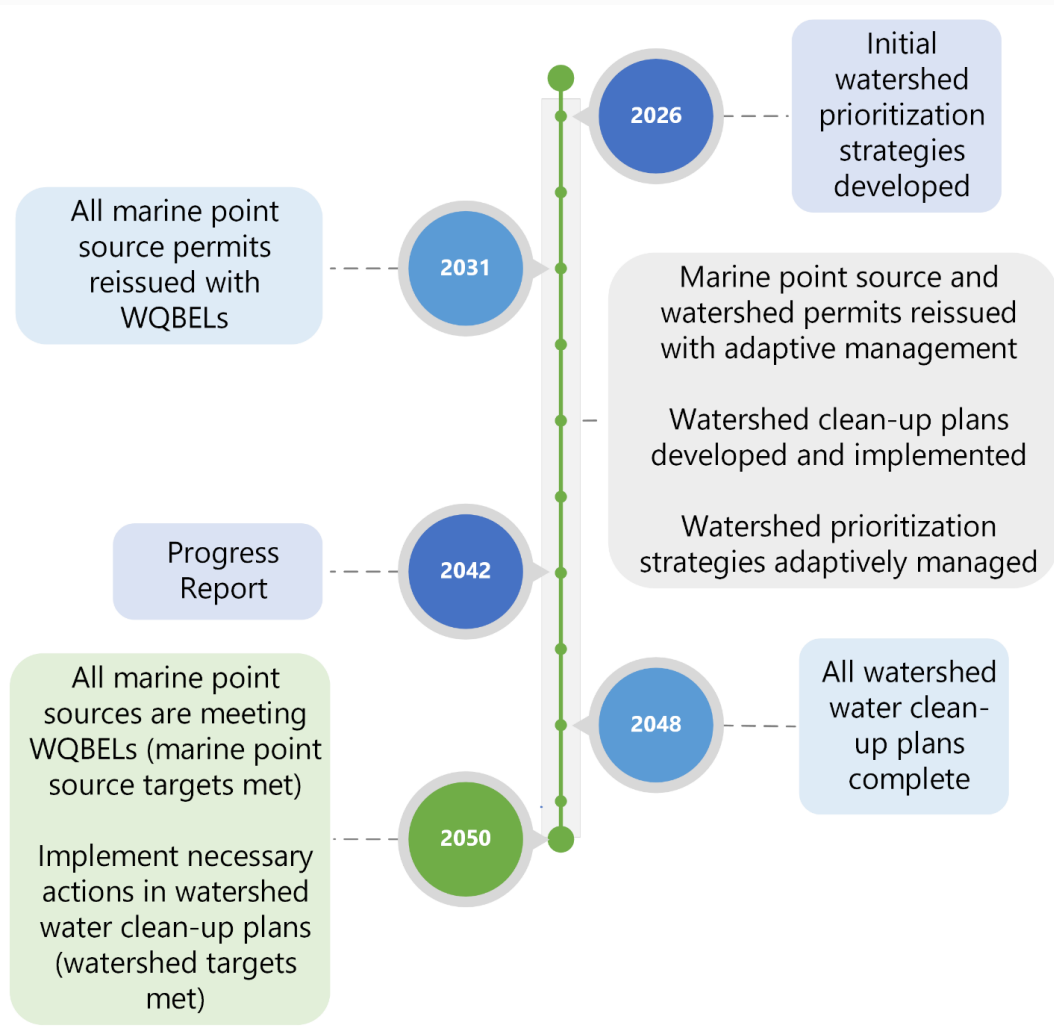 2026
Initial
watershed
prioritization
strategies
developed
All marine point
source permits
reissued with
WQBELs
2031
Marine point source and
watershed permits reissued
with adaptive management
Watershed clean-up plans
developed and implemented
Watershed prioritization
strategies adaptively managed
Progress
Report
2042
All watershed
water clean-
up plans
complete
2048
All marine point
sources are meeting
WQBELs (marine point
source targets met)
Implement necessary
actions in watershed
water clean-up plans
(watershed targets
met)
2050